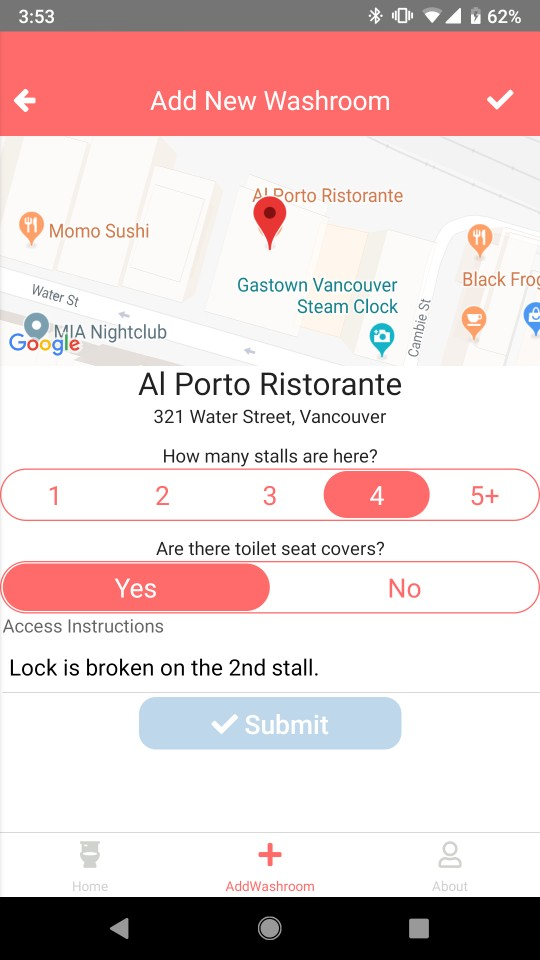 3:53
62%
Add New Washroom
Al Porto Ristorante
Momo Sushi
Gastown Vancouver
Steam Clock
Black Frog
Water St
Cambie St
MIA Nightclub
Google
Al Porto Ristorante
321 Water Street, Vancouver
How many stalls are here?
1 2 3 4 5+
Are there toilet seat covers?
Yes No
Access Instructions
Lock is broken on the 2nd stall.
Submit
Home AddWashroom About